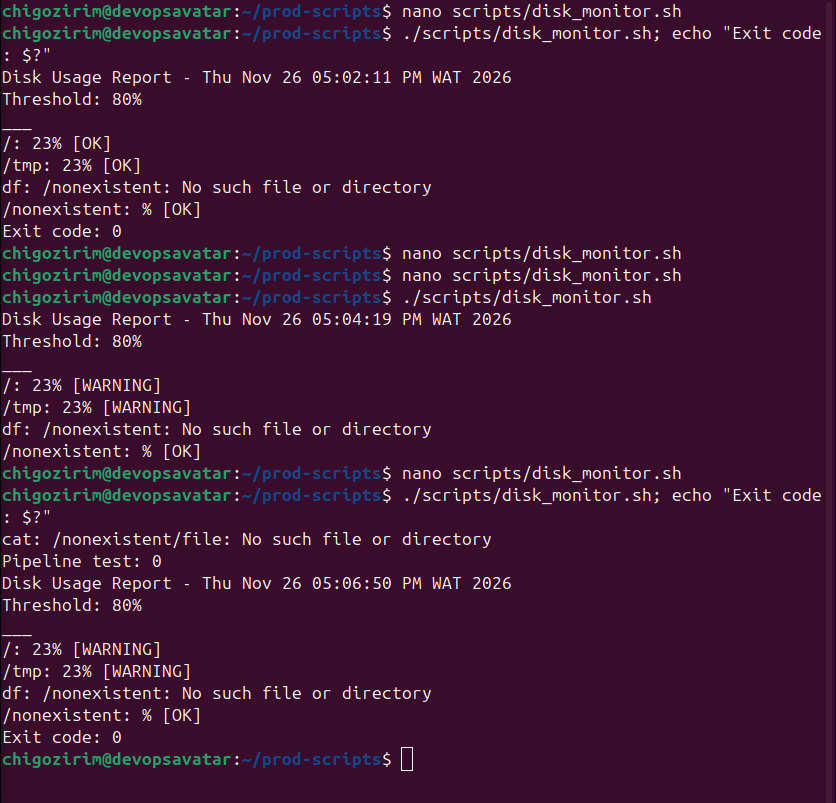 chigozirim@devopsavatar:~/prod-scripts$ nano scripts/disk_monitor.sh
chigozirim@devopsavatar:~/prod-scripts$ ./scripts/disk_monitor.sh; echo "Exit code
: $?"
Disk Usage Report - Thu Nov 26 05:02:11 PM WAT 2026
Threshold: 80%
___
/: 23% [OK]
/tmp: 23% [OK]
df: /nonexistent: No such file or directory
/nonexistent: % [OK]
Exit code: 0
chigozirim@devopsavatar:~/prod-scripts$ nano scripts/disk_monitor.sh
chigozirim@devopsavatar:~/prod-scripts$ nano scripts/disk_monitor.sh
chigozirim@devopsavatar:~/prod-scripts$ ./scripts/disk_monitor.sh
Disk Usage Report - Thu Nov 26 05:04:19 PM WAT 2026
Threshold: 80%
___
/: 23% [WARNING]
/tmp: 23% [WARNING]
df: /nonexistent: No such file or directory
/nonexistent: % [OK]
chigozirim@devopsavatar:~/prod-scripts$ nano scripts/disk_monitor.sh
chigozirim@devopsavatar:~/prod-scripts$ ./scripts/disk_monitor.sh; echo "Exit code
: $?"
cat: /nonexistent/file: No such file or directory
Pipeline test: 0
Disk Usage Report - Thu Nov 26 05:06:50 PM WAT 2026
Threshold: 80%
___
/: 23% [WARNING]
/tmp: 23% [WARNING]
df: /nonexistent: No such file or directory
/nonexistent: % [OK]
Exit code: 0
chigozirim@devopsavatar:~/prod-scripts$